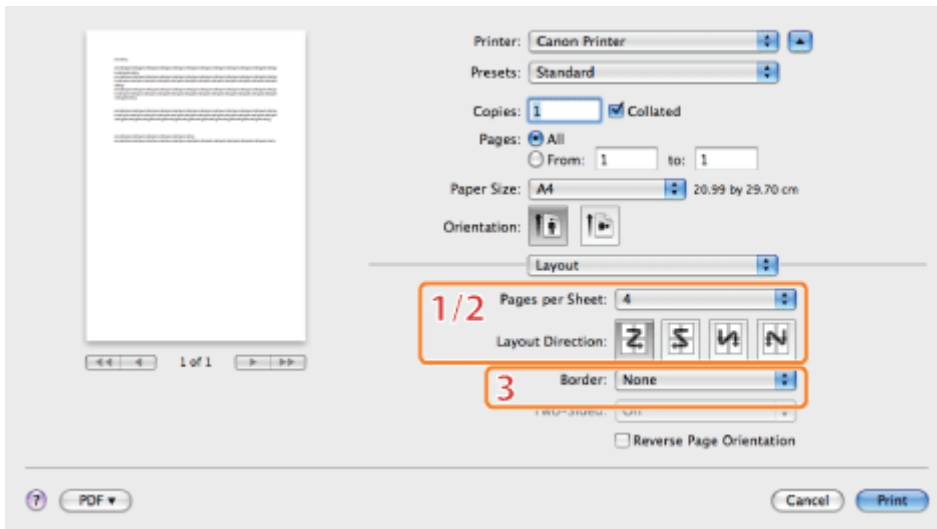 Printer: Canon Printer
Presets: Standard
Copies: 1 Collated
Pages: All
From: 1 to: 1
Paper Size: A4 20.99 by 29.70 cm
Orientation:
Layout
1/2
Pages per Sheet: 4
Layout Direction:
3
Border: None
Two-Sided: Off
Reverse Page Orientation
1 of 1
? PDF
Cancel Print